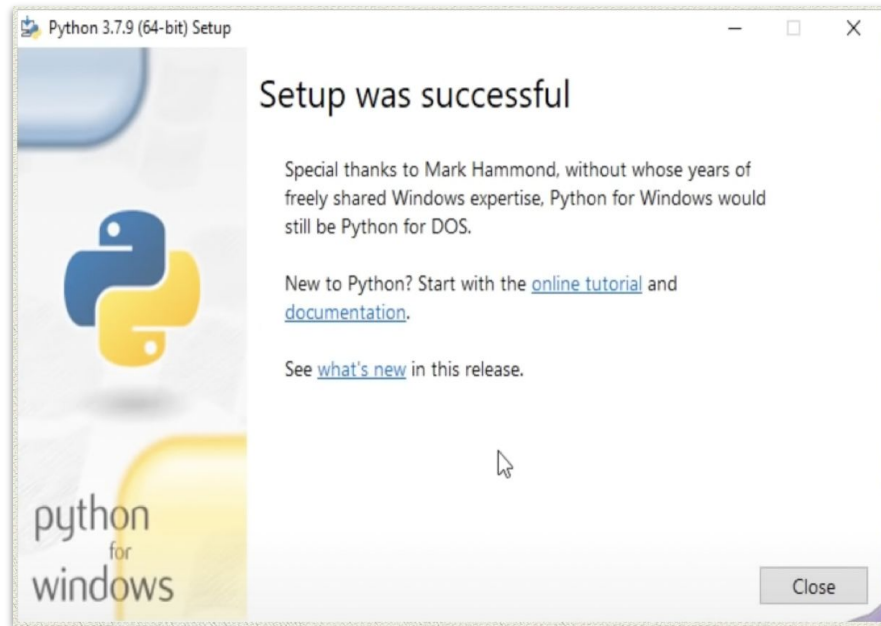 Python 3.7.9 (64-bit) Setup
Setup was successful
Special thanks to Mark Hammond, without whose years of
freely shared Windows expertise, Python for Windows would
still be Python for DOS.
New to Python? Start with the online tutorial and
documentation.
See what's new in this release.
python
for
windows
Close